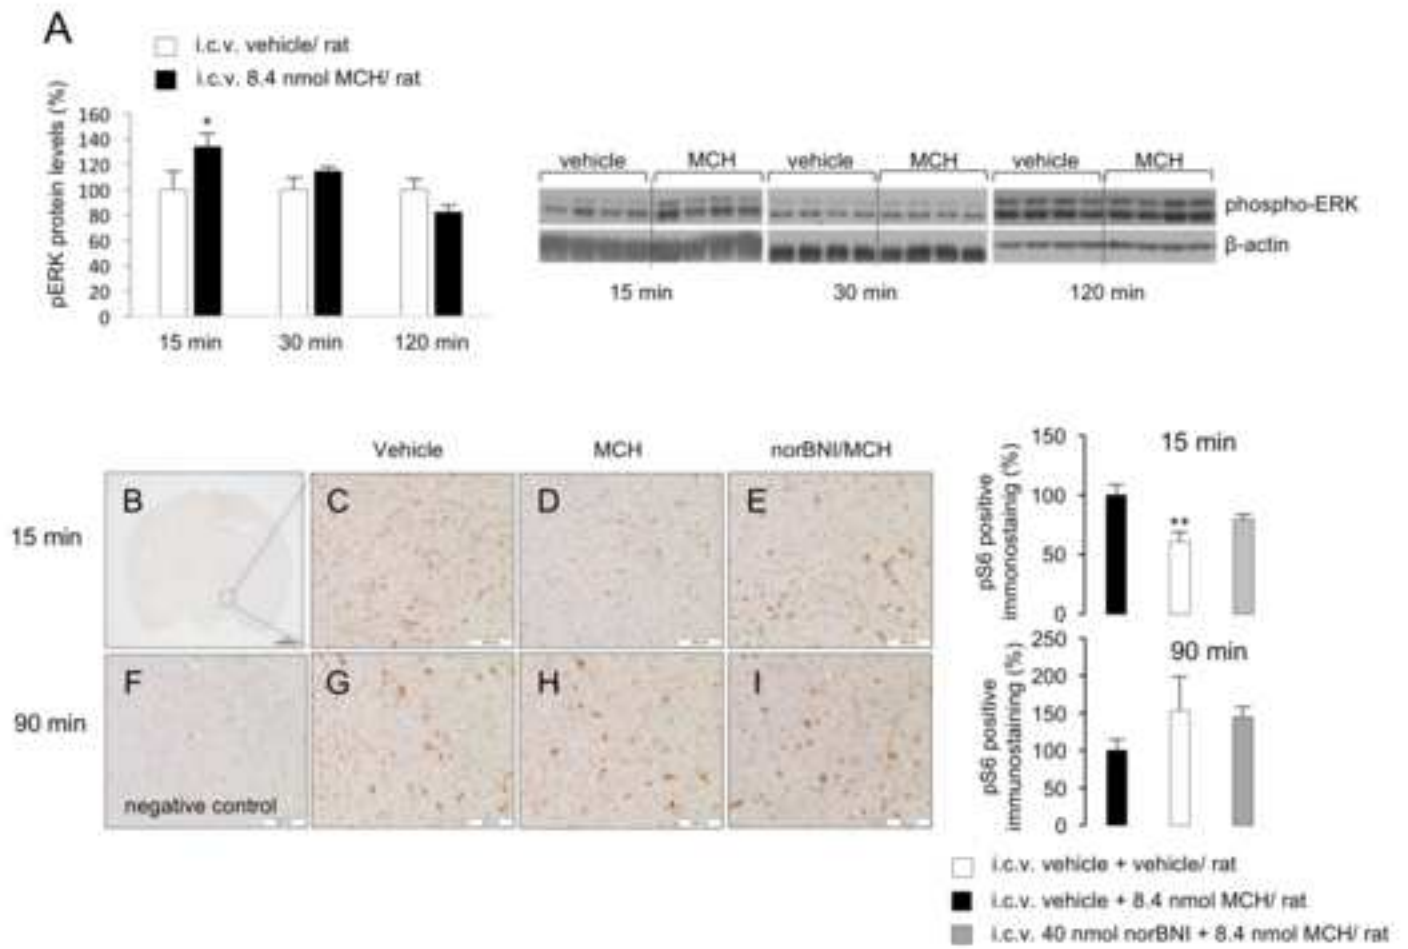 A
i.c.v. vehicle/ rat
i.c.v. 8.4 nmol MCH/ rat
pERK protein levels (%)
160
140
120
100
80
60
40
20
0
*
15 min 30 min 120 min
vehicle MCH vehicle MCH vehicle MCH
phospho-ERK
β-actin
15 min 30 min 120 min
Vehicle MCH norBNI/MCH
15 min
B C D E
90 min
F G H I
negative control
15 min
pS6 positive
immonostainig (%)
150
100
50
0
**
90 min
pS6 positive
immunostaining (%)
250
200
150
100
50
0
i.c.v. vehicle + vehicle/ rat
i.c.v. vehicle + 8.4 nmol MCH/ rat
i.c.v. 40 nmol norBNI + 8.4 nmol MCH/ rat